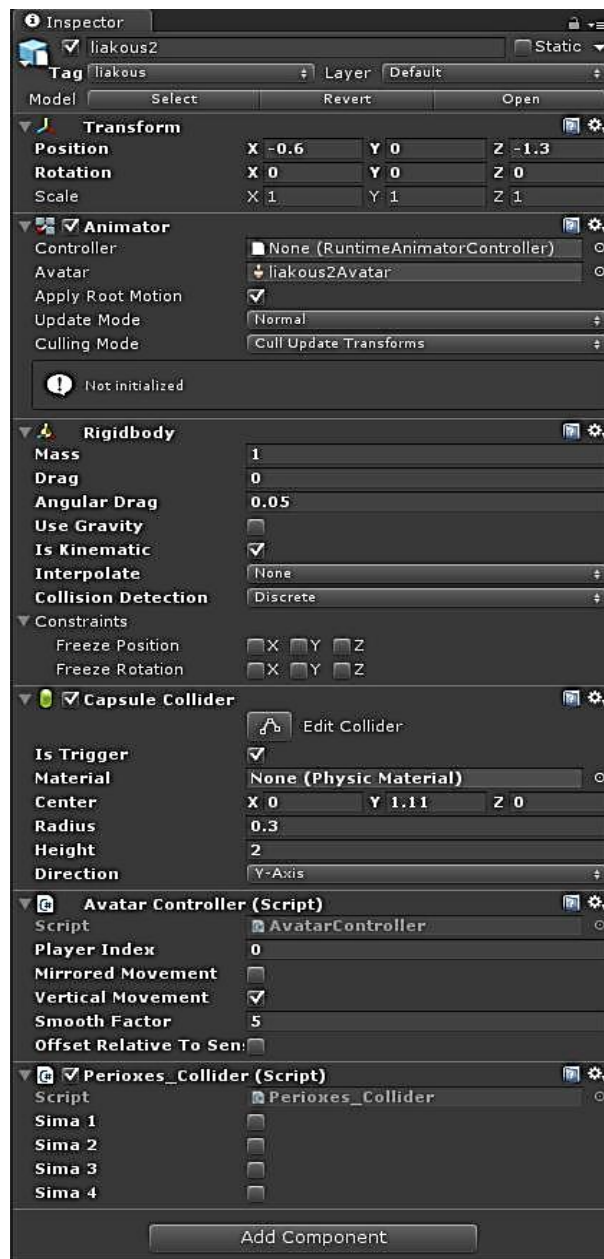 Inspector
liakous2 Static
Tag liakous Layer Default
Model Select Revert Open
Transform
Position X -0.6 Y 0 Z -1.3
Rotation X 0 Y 0 Z 0
Scale X 1 Y 1 Z 1
Animator
Controller None (RuntimeAnimatorController)
Avatar liakous2Avatar
Apply Root Motion
Update Mode Normal
Culling Mode Cull Update Transforms
Not initialized
Rigidbody
Mass 1
Drag 0
Angular Drag 0.05
Use Gravity
Is Kinematic
Interpolate None
Collision Detection Discrete
Constraints
Freeze Position X Y Z
Freeze Rotation X Y Z
Capsule Collider
Edit Collider
Is Trigger
Material None (Physic Material)
Center X 0 Y 1.11 Z 0
Radius 0.3
Height 2
Direction Y-Axis
Avatar Controller (Script)
Script AvatarController
Player Index 0
Mirrored Movement
Vertical Movement
Smooth Factor 5
Offset Relative To Sen
Perioxes_Collider (Script)
Script Perioxes_Collider
Sima 1
Sima 2
Sima 3
Sima 4
Add Component